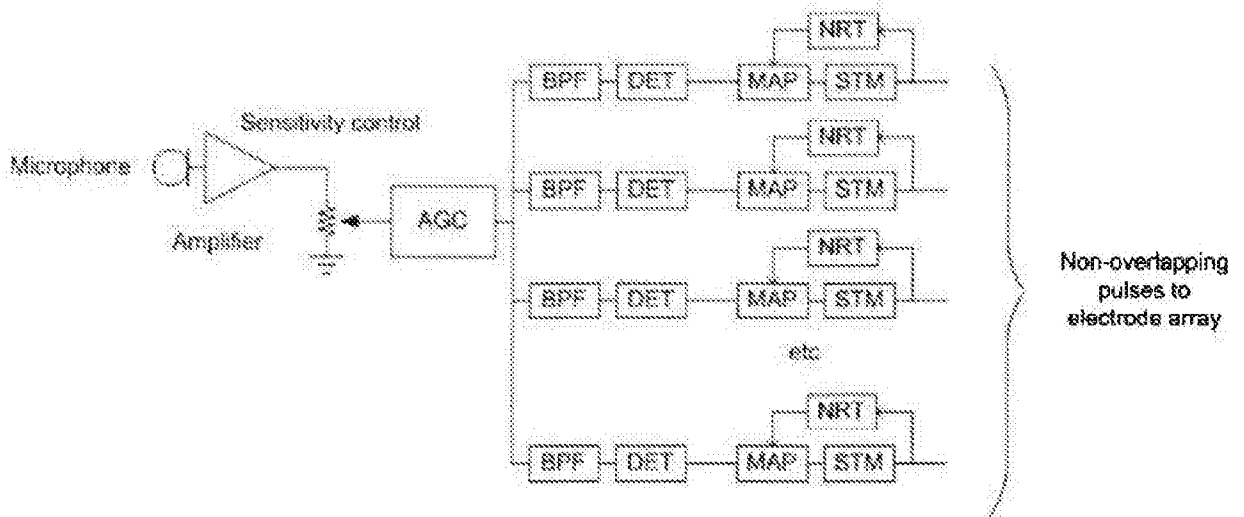 NRT
BPF DET MAP STM
Sensitivity control
NRT
Microphone
BPF DET MAP STM
AGC
Amplifier
NRT
Non-overlapping
pulses to
electrode array
BPF DET MAP STM
etc
NRT
BPF DET MAP STM